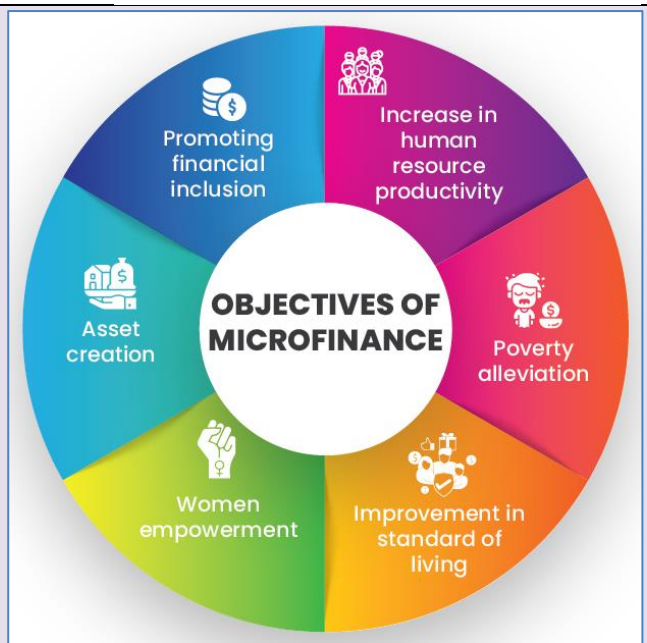 OBJECTIVES OF
MICROFINANCE
Increase in
human
resource
productivity
Poverty
alleviation
Improvement in
standard of
living
Women
empowerment
Asset
creation
Promoting
financial
inclusion